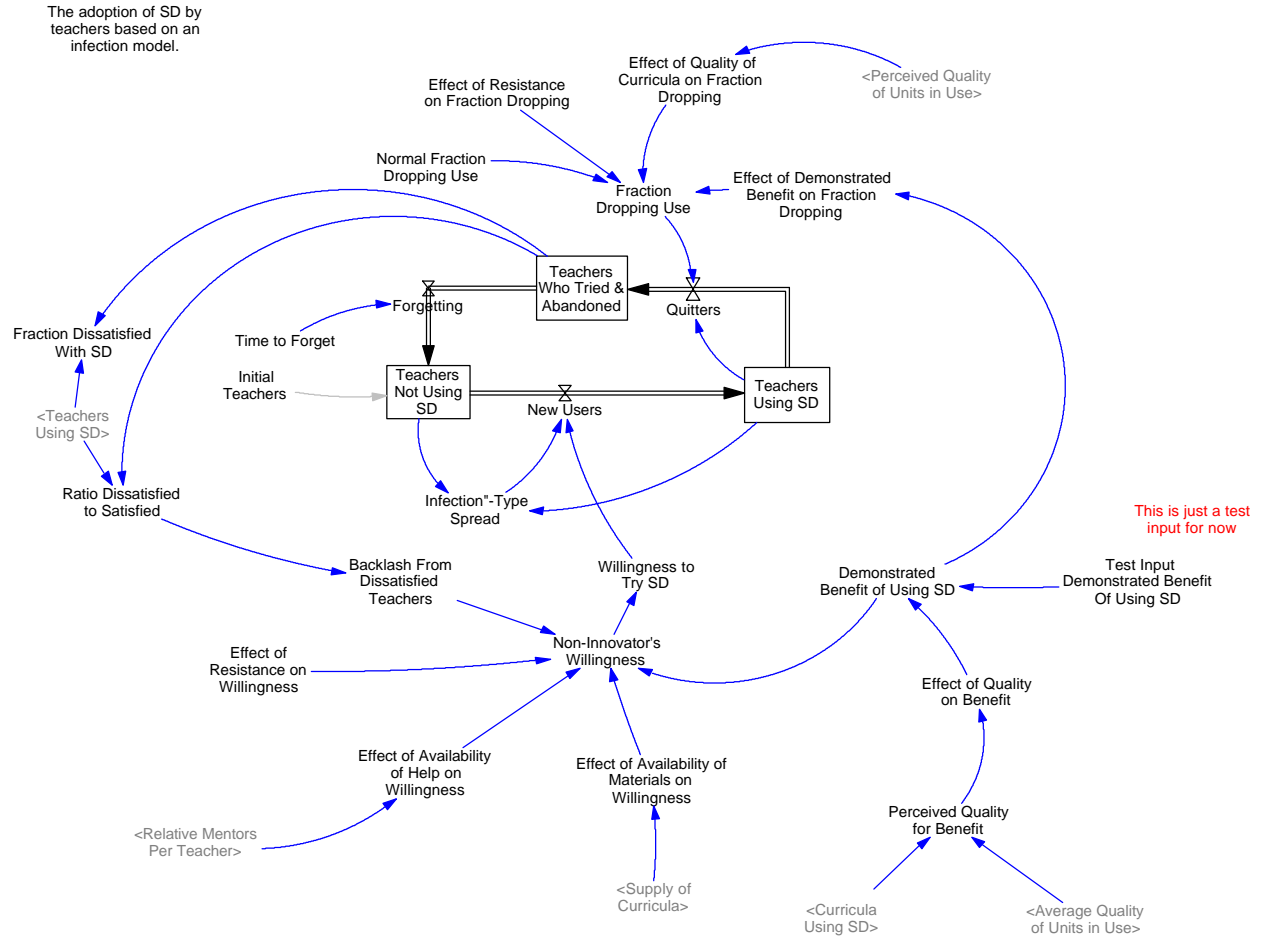 The adoption of SD by
teachers based on an
infection model.
Effect of Quality of
Curricula on Fraction
Dropping
<Perceived Quality
of Units in Use>
Effect of Resistance
on Fraction Dropping
Normal Fraction
Dropping Use
Fraction
Dropping Use
Effect of Demonstrated
Benefit on Fraction
Dropping
Teachers
Who Tried &
Abandoned
Forgetting
Quitters
Fraction Dissatisfied
With SD
Time to Forget
Initial
Teachers
Teachers
Not Using
SD
New Users
Teachers
Using SD
<Teachers
Using SD>
Ratio Dissatisfied
to Satisfied
Infection"-Type
Spread
This is just a test
input for now
Backlash From
Dissatisfied
Teachers
Willingness to
Try SD
Demonstrated
Benefit of Using SD
Test Input
Demonstrated Benefit
Of Using SD
Effect of
Resistance on
Willingness
Non-Innovator's
Willingness
Effect of Quality
on Benefit
Effect of Availability
of Help on
Willingness
Effect of Availability of
Materials on
Willingness
Perceived Quality
for Benefit
<Relative Mentors
Per Teacher>
<Supply of
Curricula>
<Curricula
Using SD>
<Average Quality
of Units in Use>